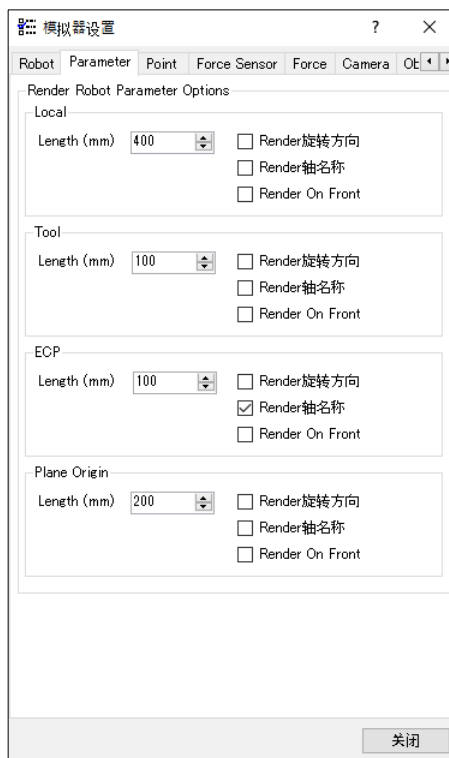 模拟器设置 ?
Robot Parameter Point Force Sensor Force Camera
Render Robot Parameter Options
Local
Length (mm) 400 Render旋转方向
Render轴名称
Render On Front
Tool
Length (mm) 100 Render旋转方向
Render轴名称
Render On Front
ECP
Length (mm) 100 Render旋转方向
Render轴名称
Render On Front
Plane Origin
Length (mm) 200 Render旋转方向
Render轴名称
Render On Front
关闭